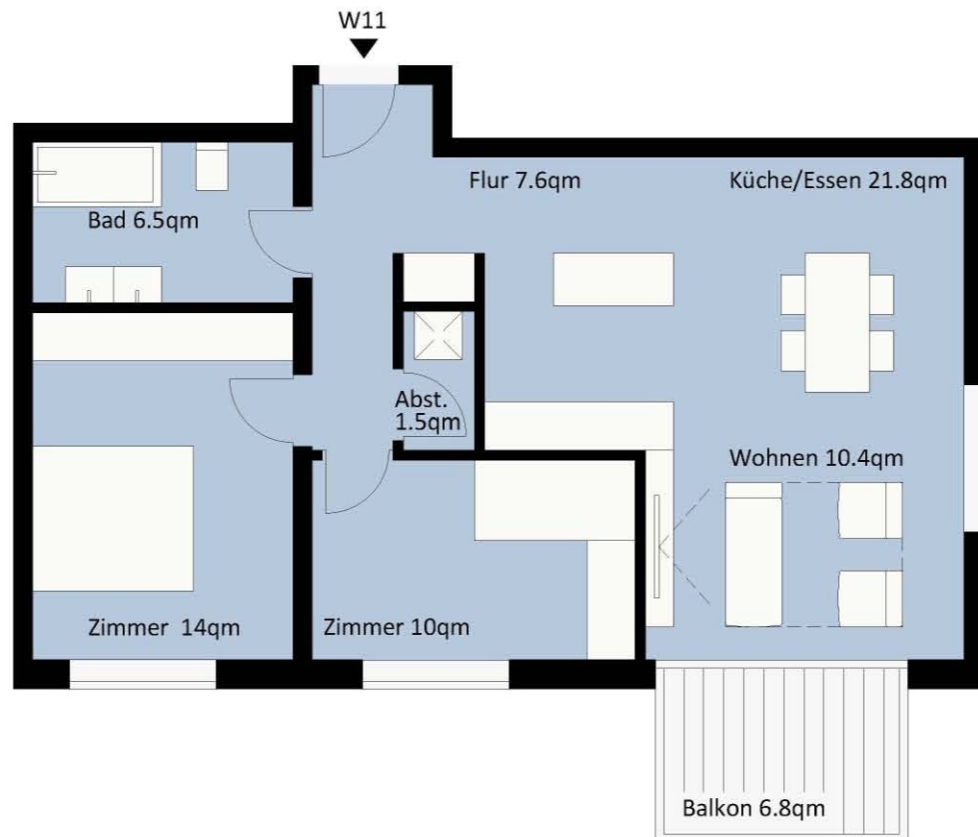 W11
Flur 7.6qm
Küche/Essen 21.8qm
Bad 6.5qm
Abst.
1.5qm
Wohnen 10.4qm
Zimmer 14qm
Zimmer 10qm
Balkon 6.8qm